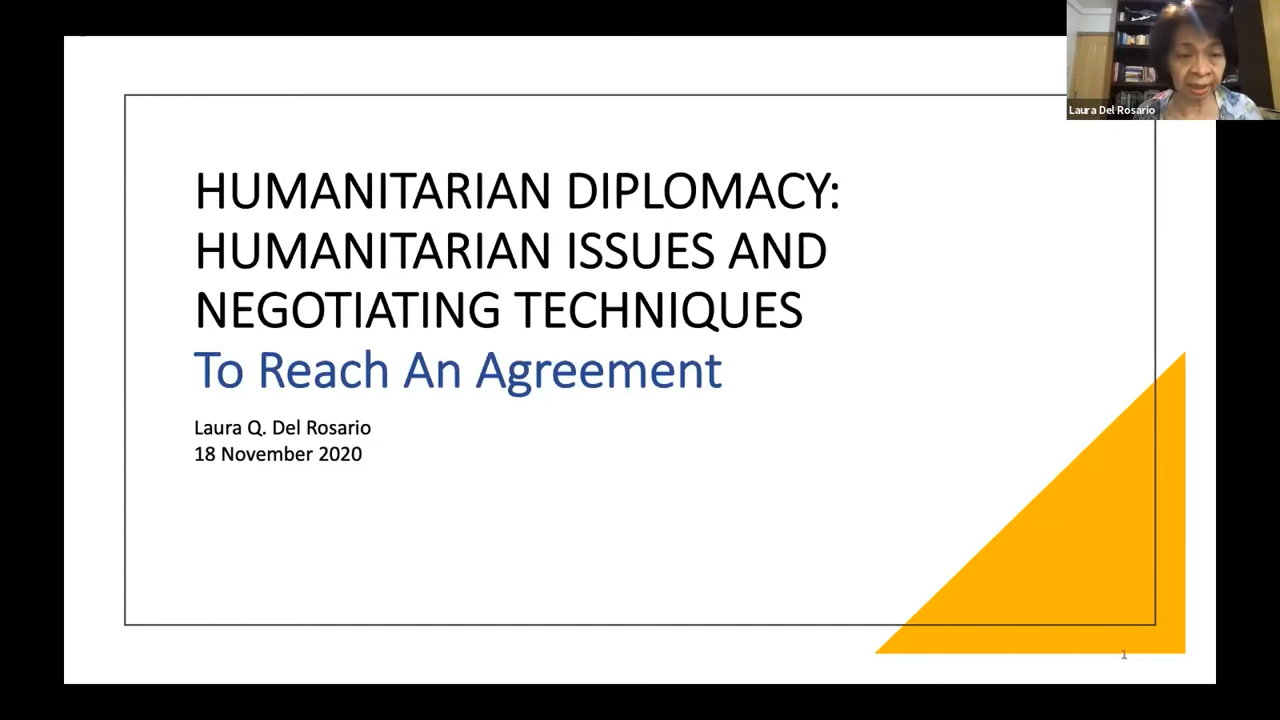 HUMANITARIAN DIPLOMACY:
HUMANITARIAN ISSUES AND
NEGOTIATING TECHNIQUES
To Reach An Agreement
Laura Q. Del Rosario
18 November 2020
Laura Del Rosario
1